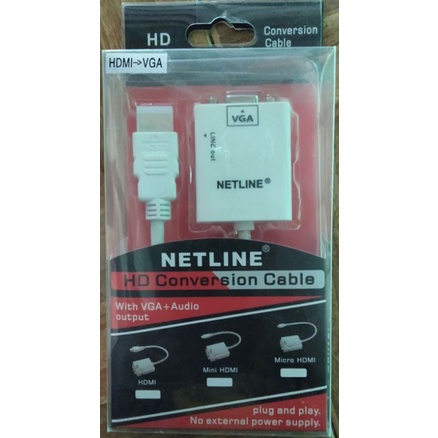 HD
Conversion
Cable
HDMI->VGA
VGA
LINE out
NETLINE®
NETLINE®
HD Conversion Cable
With VGA+Audio
output
HDMI
Mini HDMI
Micro HDMI
plug and play.
No external power supply.